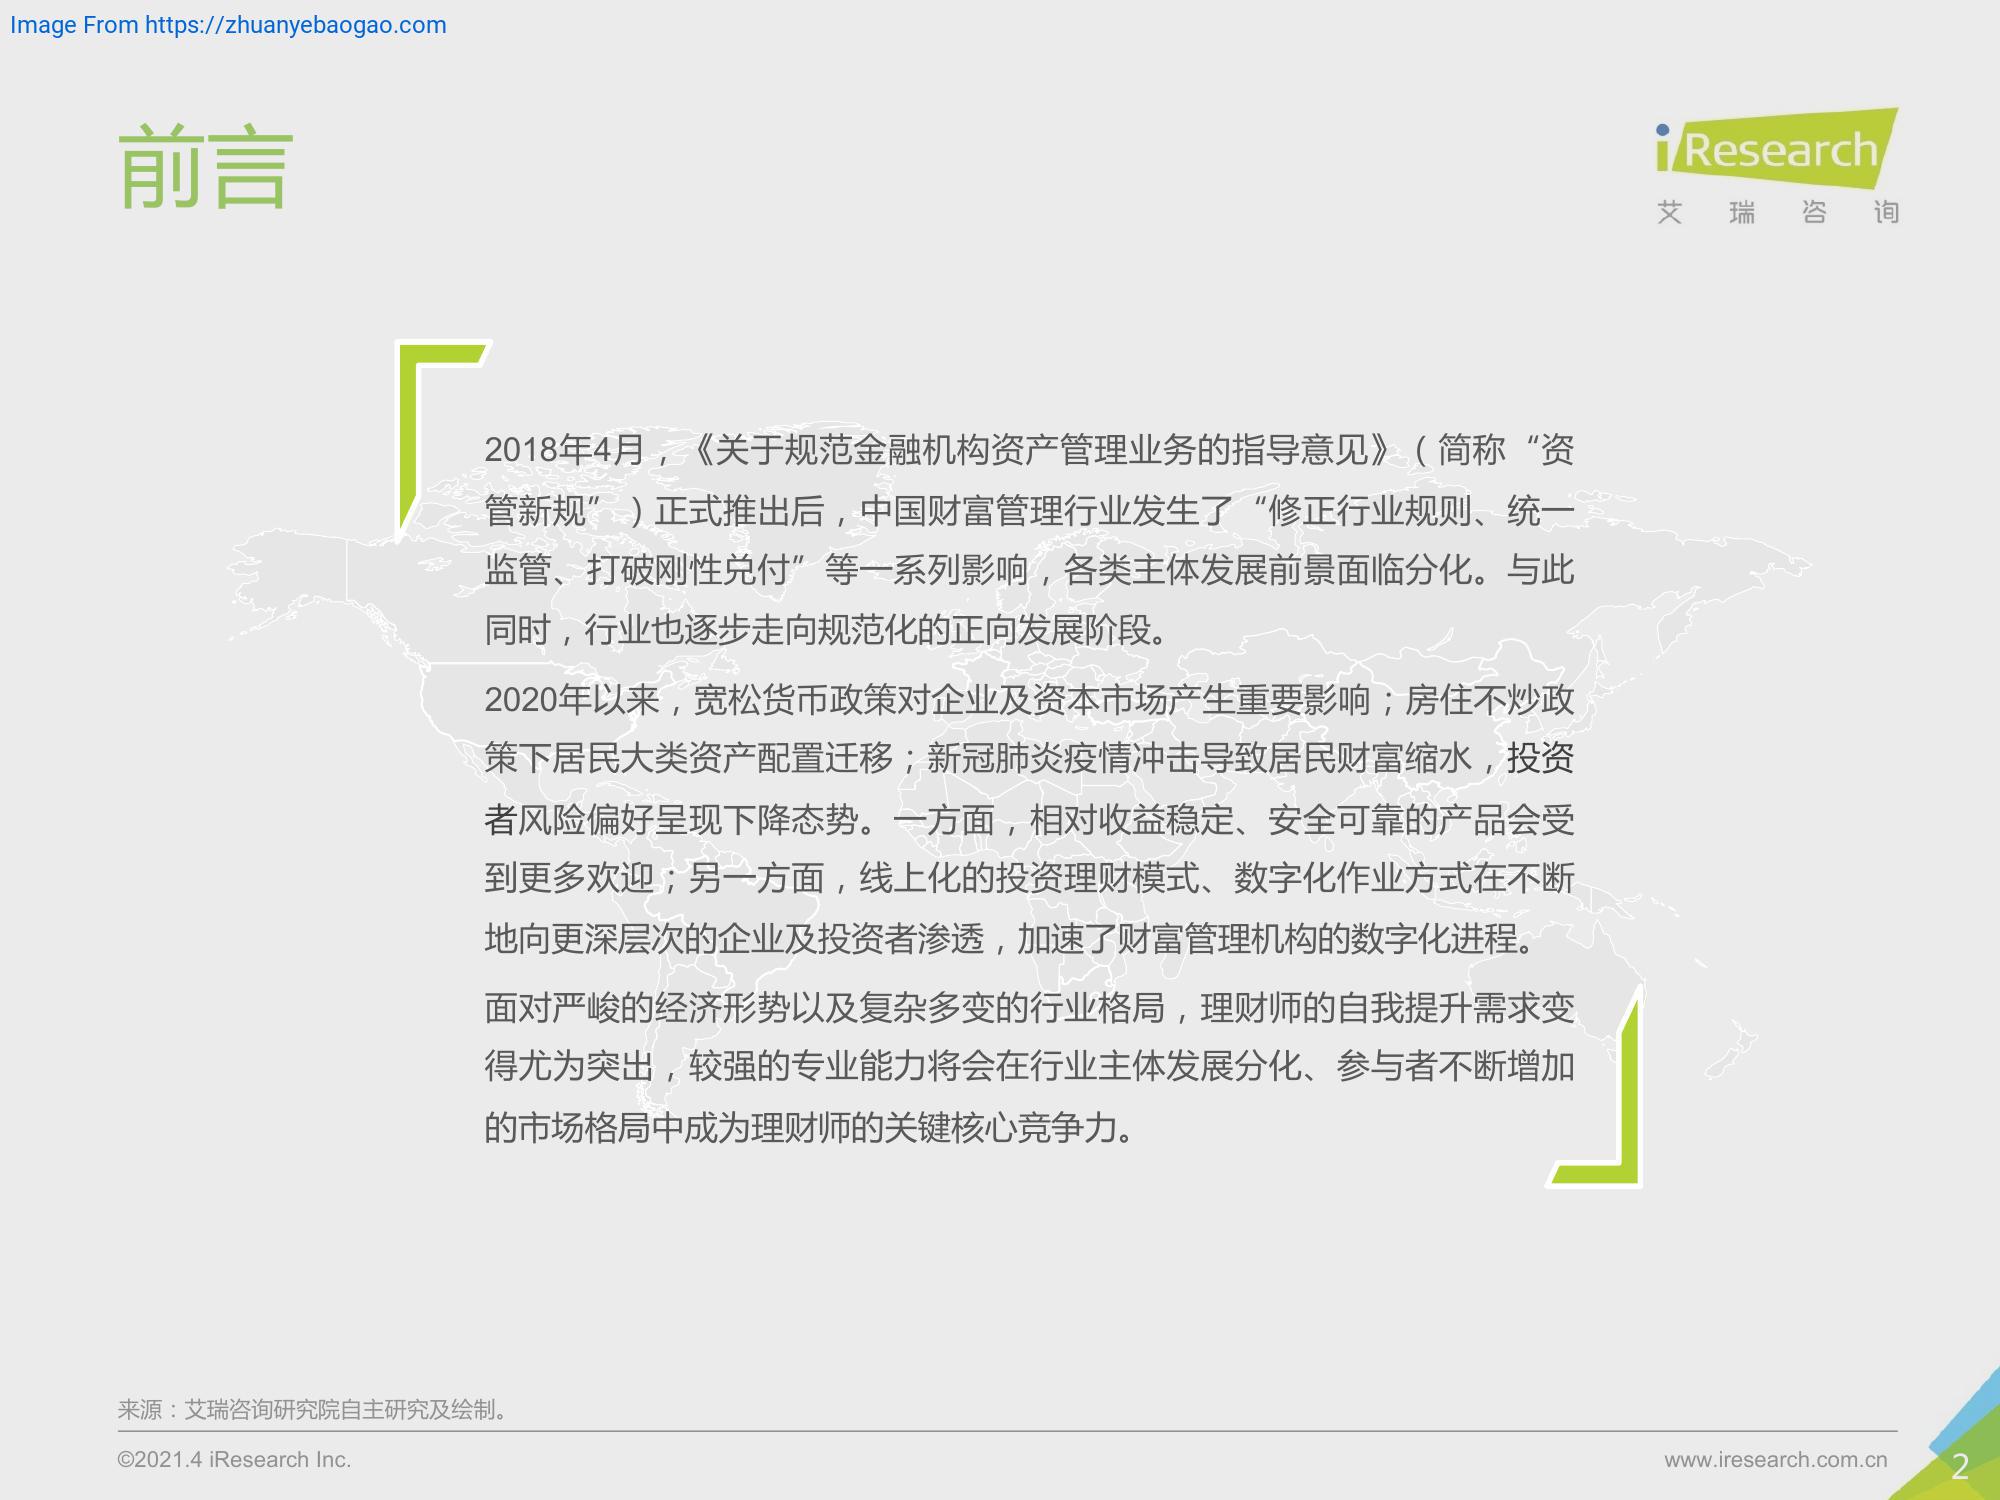 Image From https://zhuanyebaogao.com
前言
iResearch
艾瑞咨询
2018年4月，《关于规范金融机构资产管理业务的指导意见》（简称“资
管新规”）正式推出后，中国财富管理行业发生了“修正行业规则、统一
监管、打破刚性兑付”等一系列影响，各类主体发展前景面临分化。与此
同时，行业也逐步走向规范化的正向发展阶段。
2020年以来，宽松货币政策对企业及资本市场产生重要影响；房住不炒政
策下居民大类资产配置迁移；新冠肺炎疫情冲击导致居民财富缩水，投资
者风险偏好呈现下降态势。一方面，相对收益稳定、安全可靠的产品会受
到更多欢迎；另一方面，线上化的投资理财模式、数字化作业方式在不断
地向更深层次的企业及投资者渗透，加速了财富管理机构的数字化进程。
面对严峻的经济形势以及复杂多变的行业格局，理财师的自我提升需求变
得尤为突出，较强的专业能力将会在行业主体发展分化、参与者不断增加
的市场格局中成为理财师的关键核心竞争力。
来源：艾瑞咨询研究院自主研究及绘制。
©2021.4 iResearch Inc.
www.iresearch.com.cn
2